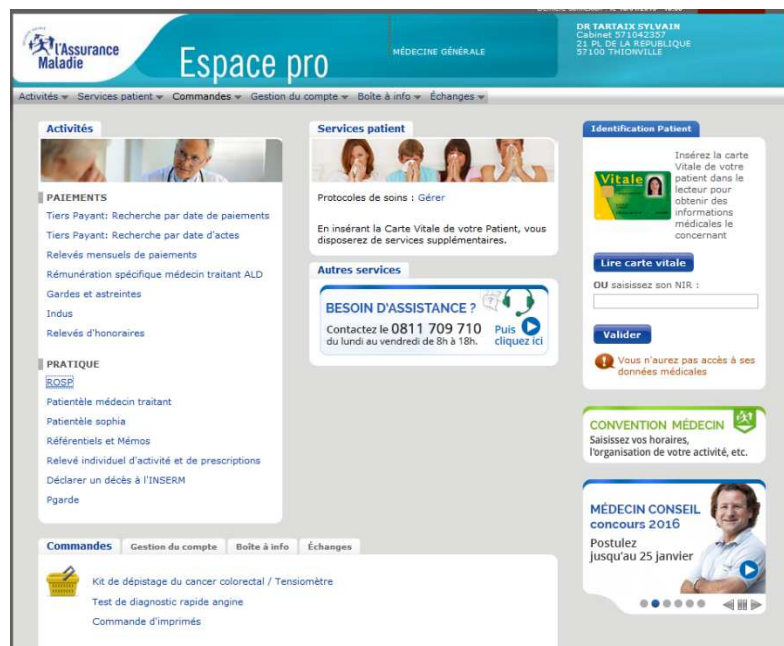 DR TARTAIX SYLVAIN
Cabinet 571042357
21 PL DE LA REPUBLIQUE
57100 THIONVILLE
MÉDECINE GÉNÉRALE
l'Assurance
Maladie
Espace pro
Activités Services patient Commandes Gestion du compte Boîte à info Échanges
Activités
PAIEMENTS
Tiers Payant: Recherche par date de paiements
Tiers Payant: Recherche par date d'actes
Relevés mensuels de paiements
Rémunération spécifique médecin traitant ALD
Gardes et astreintes
Indus
Relevés d'honoraires
PRATIQUE
ROSP
Patientèle médecin traitant
Patientèle sophia
Référentiels et Mémos
Relevé individuel d'activité et de prescriptions
Déclarer un décès à l'INSERM
Pgarde
Services patient
Protocoles de soins : Gérer
En insérant la Carte Vitale de votre Patient, vous
disposerez de services supplémentaires.
Autres services
BESOIN D'ASSISTANCE ?
Contactez le 0811 709 710
du lundi au vendredi de 8h à 18h.
Puis
cliquez ici
Identification Patient
Vitale
Insérez la carte
Vitale de votre
patient dans le
lecteur pour
obtenir des
informations
médicales le
concernant
Lire carte vitale
OU saisissez son NIR :
Valider
Vous n'aurez pas accès à ses
données médicales
CONVENTION MÉDECIN
Saisissez vos horaires,
l'organisation de votre activité, etc.
MÉDECIN CONSEIL
concours 2016
Postulez
jusqu'au 25 janvier
Commandes Gestion du compte Boîte à info Échanges
Kit de dépistage du cancer colorectal / Tensiomètre
Test de diagnostic rapide angine
Commande d'imprimés